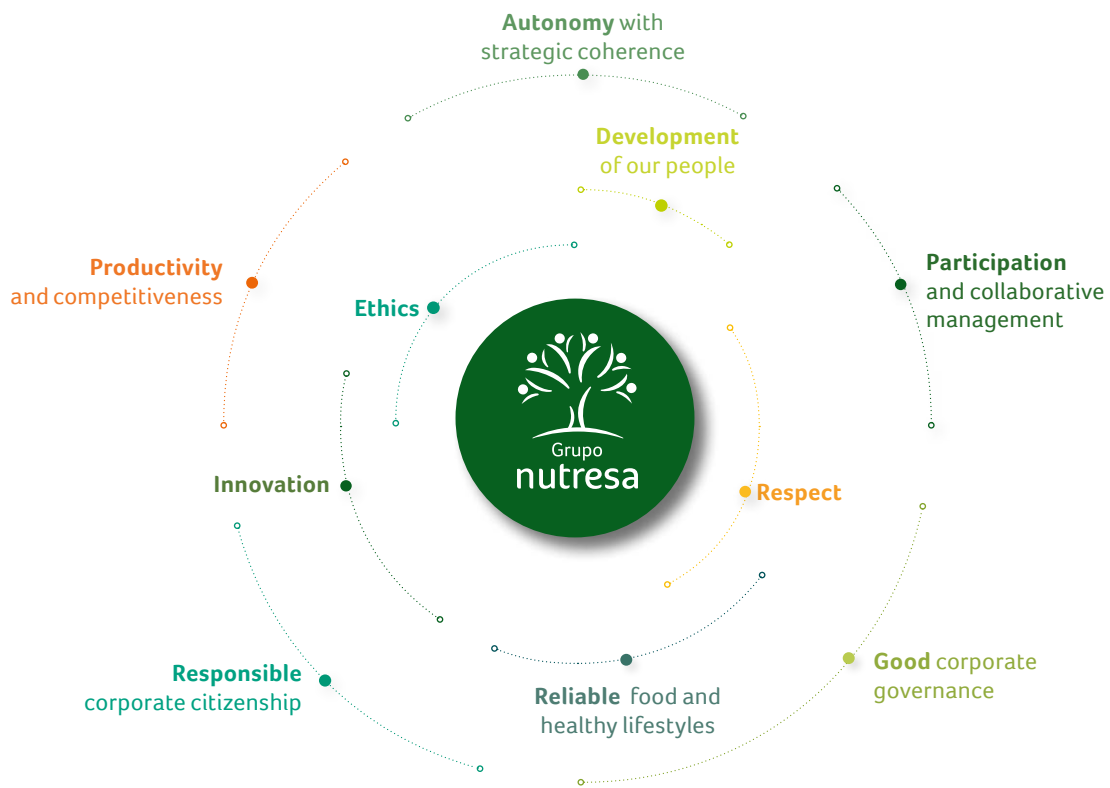 Autonomy with
strategic coherence
Development
of our people
Productivity
and competitiveness
Participation
and collaborative
management
Ethics
Grupo
nutresa
Innovation
Respect
Responsible
corporate citizenship
Reliable food and
healthy lifestyles
Good corporate
governance